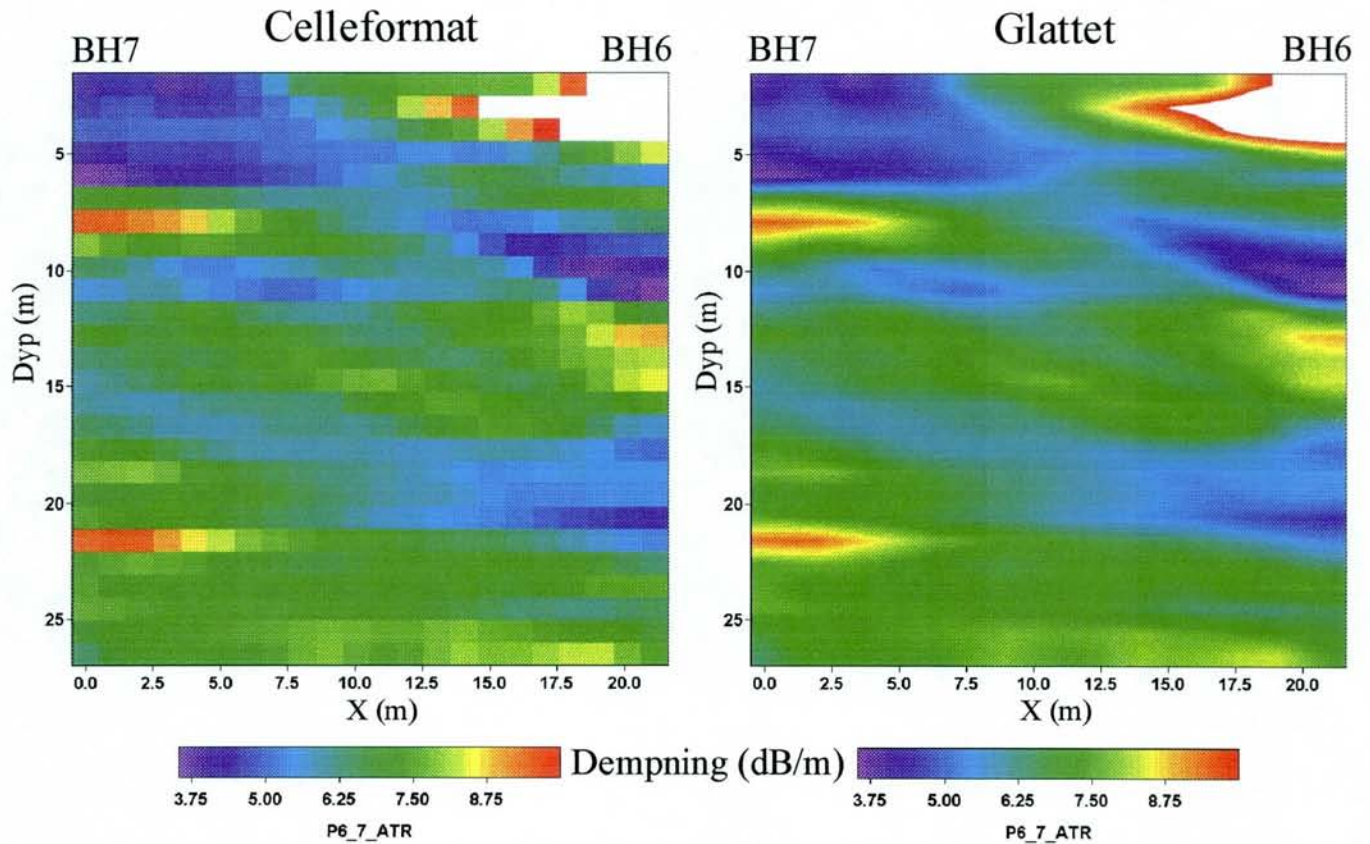 Celleformat
BH7 BH6
5
10
15
20
25
Dyp (m)
0.0 2.5 5.0 7.5 10.0 12.5 15.0 17.5 20.0
X (m)
Glattet
BH7 BH6
5
10
15
20
25
Dyp (m)
0.0 2.5 5.0 7.5 10.0 12.5 15.0 17.5 20.0
X (m)
Dempning (dB/m)
3.75 5.00 6.25 7.50 8.75
P6_7_ATR
3.75 5.00 6.25 7.50 8.75
P6_7_ATR